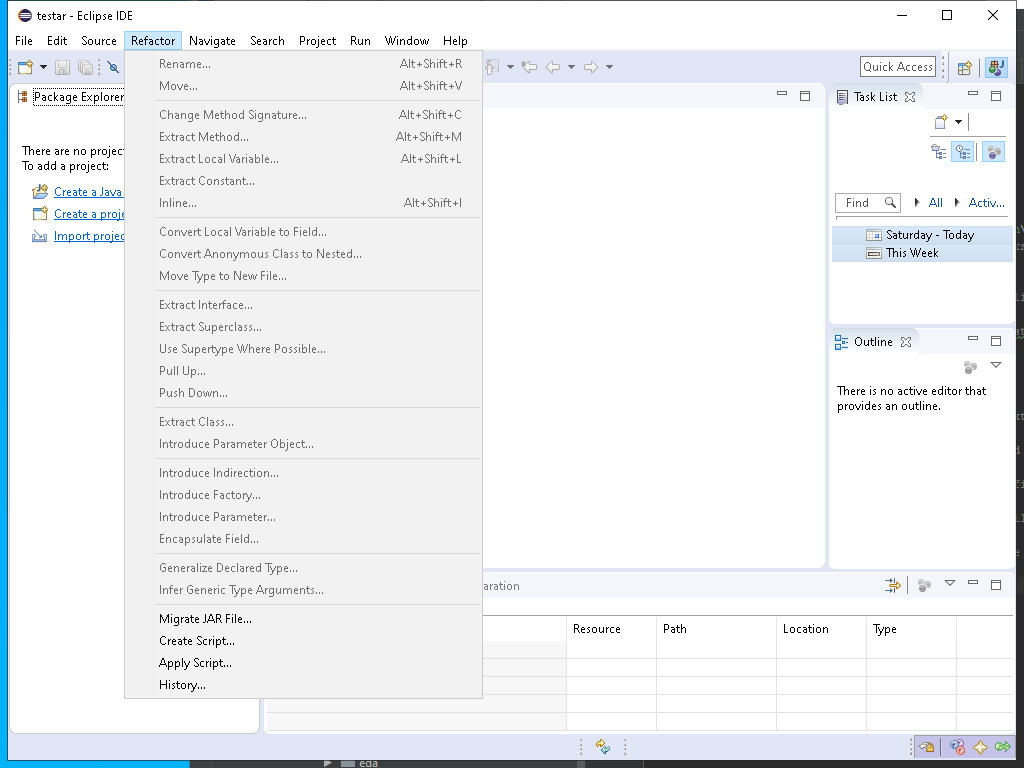 testar - Eclipse IDE
File Edit Source Refactor Navigate Search Project Run Window Help
Quick Access
Rename... Alt+Shift+R
Move... Alt+Shift+V
Change Method Signature... Alt+Shift+C
Extract Method... Alt+Shift+M
Extract Local Variable... Alt+Shift+L
Extract Constant...
Inline... Alt+Shift+I
Convert Local Variable to Field...
Convert Anonymous Class to Nested...
Move Type to New File...
Extract Interface...
Extract Superclass...
Use Supertype Where Possible...
Pull Up...
Push Down...
Extract Class...
Introduce Parameter Object...
Introduce Indirection...
Introduce Factory...
Introduce Parameter...
Encapsulate Field...
Generalize Declared Type...
Infer Generic Type Arguments...
Migrate JAR File...
Create Script...
Apply Script...
History...
Package Explorer
There are no projec
To add a project:
Create a Java
Create a proje
Import projec
Task List
Find All Activ...
Saturday - Today
This Week
Outline
There is no active editor that
provides an outline.
aration
Resource Path Location Type
eda